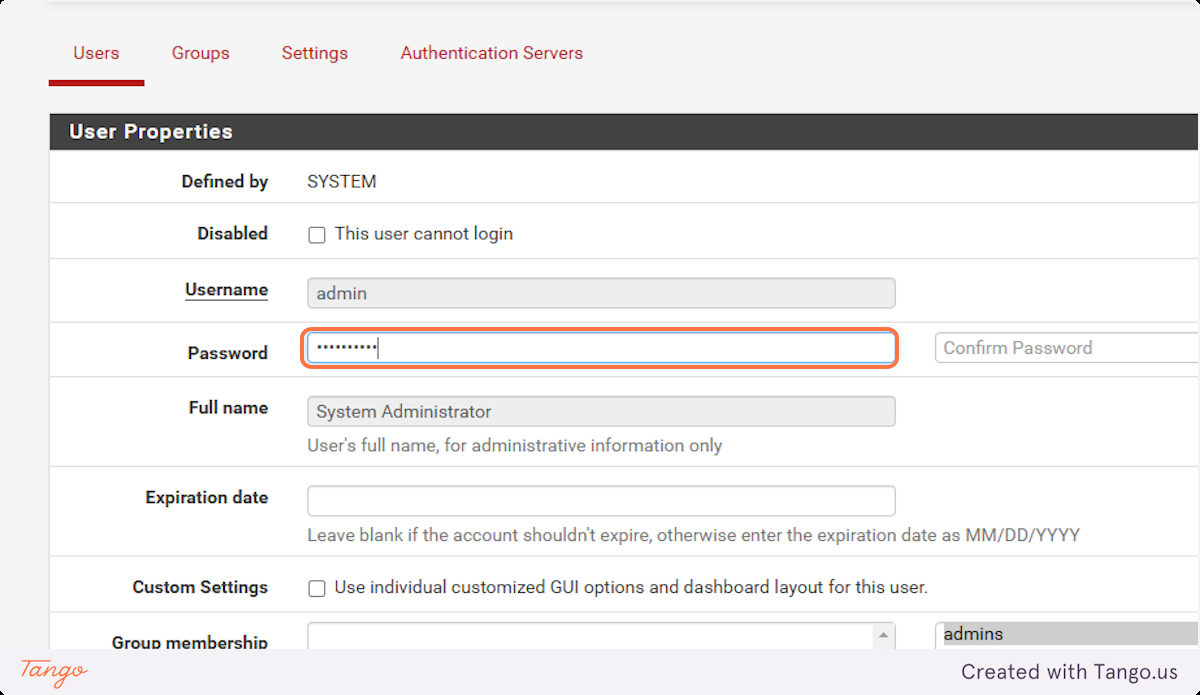 Users Groups Settings Authentication Servers
User Properties
Defined by SYSTEM
Disabled This user cannot login
Username admin
Password •••••••••• Confirm Password
Full name System Administrator
User's full name, for administrative information only
Expiration date
Leave blank if the account shouldn't expire, otherwise enter the expiration date as MM/DD/YYYY
Custom Settings Use individual customized GUI options and dashboard layout for this user.
Group membership admins
Tango Created with Tango.us